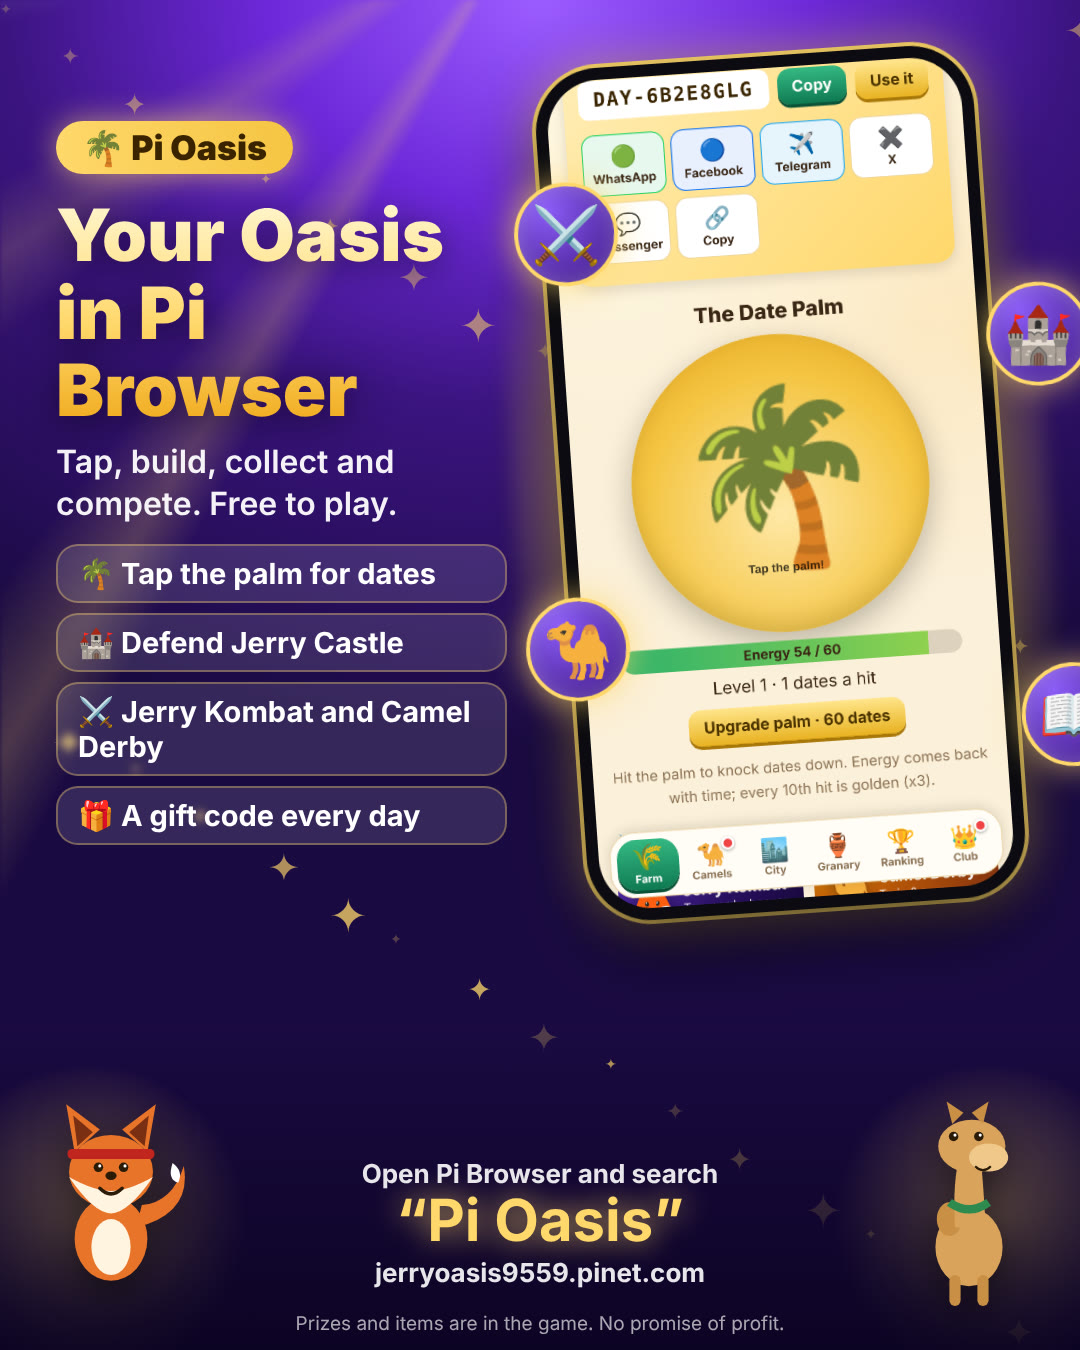 Pi Oasis
Your Oasis
in Pi
Browser
Tap, build, collect and
compete. Free to play.
Tap the palm for dates
Defend Jerry Castle
Jerry Kombat and Camel
Derby
A gift code every day
DAY-6B2E8GLG
Copy
Use it
WhatsApp
Facebook
Telegram
X
ssenger
Copy
The Date Palm
Tap the palm!
Energy 54 / 60
Level 1 · 1 dates a hit
Upgrade palm · 60 dates
Hit the palm to knock dates down. Energy comes back
with time; every 10th hit is golden (x3).
Farm
Camels
City
Granary
Ranking
Club
Open Pi Browser and search
“Pi Oasis”
jerryoasis9559.pinet.com
Prizes and items are in the game. No promise of profit.